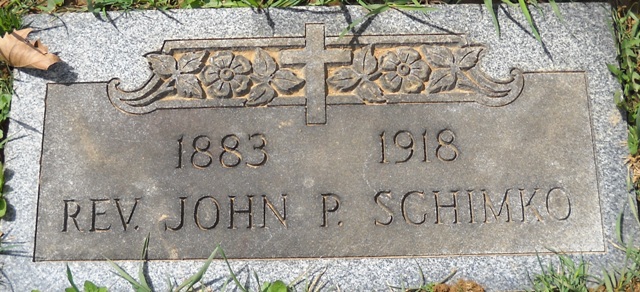 1883 1918
REV. JOHN P. SCHIMKO